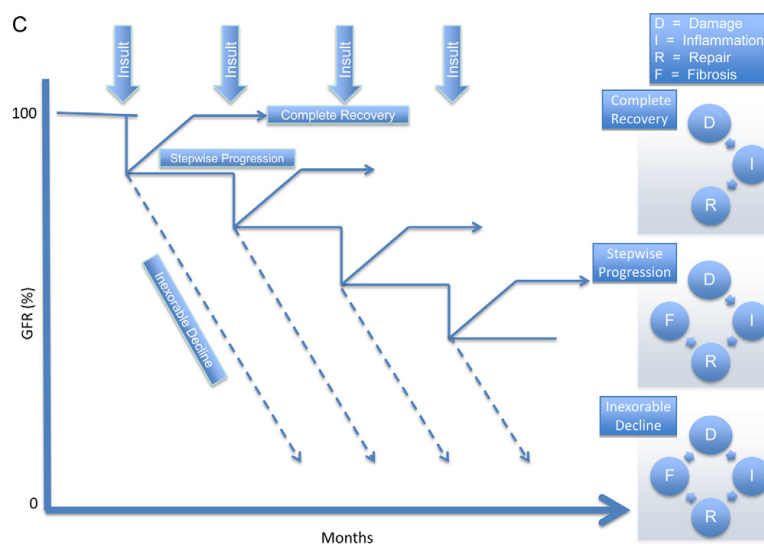 C
Insult
Insult
Insult
Insult
D = Damage
I = Inflammation
R = Repair
F = Fibrosis
100
Complete Recovery
Complete
Recovery
D
I
R
Stepwise Progression
Inexorable Decline
GFR (%)
Stepwise
Progression
D
F
I
R
Inexorable
Decline
D
F
I
R
0
Months